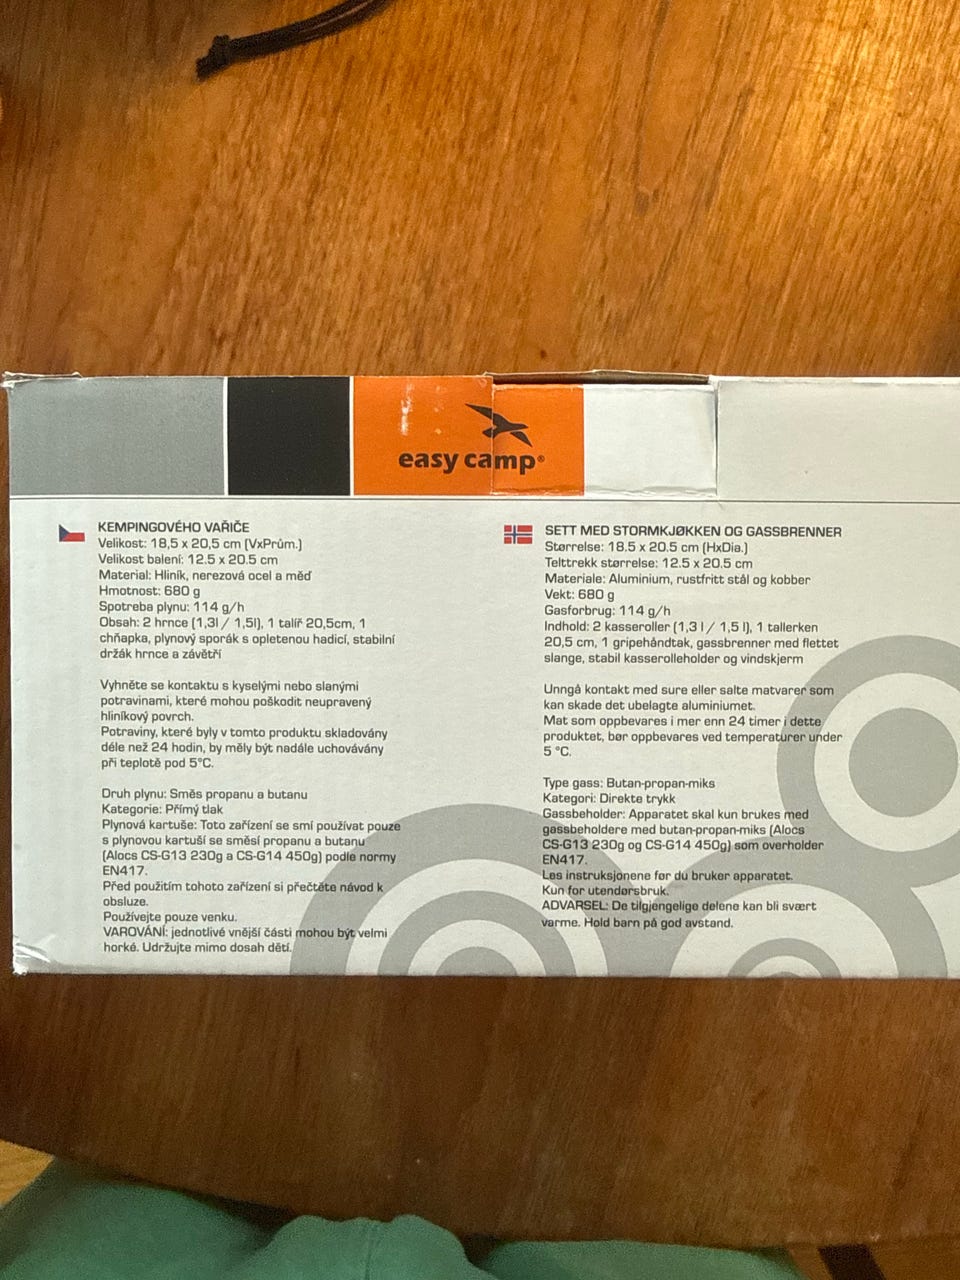 easy camp®
KEMPINGOVÉHO VAŘIČE
Velikost: 18,5 x 20,5 cm (VxPrům.)
Velikost balení: 12.5 x 20.5 cm
Material: Hliník, nerezová ocel a měď
Hmotnost: 680 g
Spotreba plynu: 114 g/h
Obsah: 2 hrnce (1,3l / 1,5l), 1 talíř 20,5cm, 1
chňapka, plynový sporák s opletenou hadicí, stabilní
držák hrnce a závětří
Vyhněte se kontaktu s kyselými nebo slanými
potravinami, které mohou poškodit neupravený
hliníkový povrch.
Potraviny, které byly v tomto produktu skladovány
déle než 24 hodin, by měly být nadále uchovávány
při teplotě pod 5°C.
Druh plynu: Směs propanu a butanu
Kategorie: Přímý tlak
Plynová kartuše: Toto zařízení se smí používat pouze
s plynovou kartuší se směsí propanu a butanu
(Alocs CS-G13 230g a CS-G14 450g) podle normy
EN417.
Před použitím tohoto zařízení si přečtěte návod k
obsluze.
Používejte pouze venku.
VAROVÁNÍ: jednotlivé vnější části mohou být velmi
horké. Udržujte mimo dosah dětí.
SETT MED STORMKJØKKEN OG GASSBRENNER
Størrelse: 18.5 x 20.5 cm (HxDia.)
Telttrekk størrelse: 12.5 x 20.5 cm
Materiale: Aluminium, rustfritt stål og kobber
Vekt: 680 g
Gasforbrug: 114 g/h
Indhold: 2 kasseroller (1,3 l / 1,5 l), 1 tallerken
20,5 cm, 1 gripehåndtak, gassbrenner med flettet
slange, stabil kasserolleholder og vindskjerm
Unngå kontakt med sure eller salte matvarer som
kan skade det ubelagte aluminiumet.
Mat som oppbevares i mer enn 24 timer i dette
produktet, bør oppbevares ved temperaturer under
5 °C.
Type gass: Butan-propan-miks
Kategori: Direkte trykk
Gassbeholder: Apparatet skal kun brukes med
gassbeholdere med butan-propan-miks (Alocs
CS-G13 230g og CS-G14 450g) som overholder
EN417.
Les instruksjonene før du bruker apparatet.
Kun for utendørsbruk.
ADVARSEL: De tilgjengelige delene kan bli svært
varme. Hold barn på god avstand.